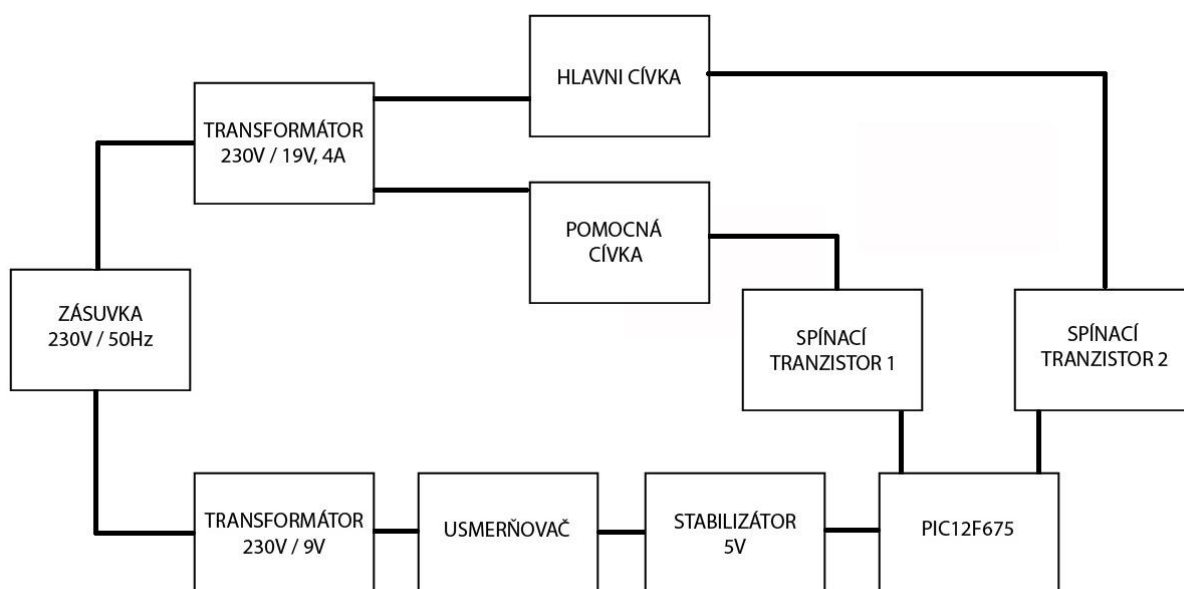 HLAVNI CÍVKA
TRANSFORMÁTOR
230V / 19V, 4A
POMOCNÁ
CÍVKA
ZÁSUVKA
230V / 50Hz
SPÍNACÍ
TRANZISTOR 1
SPÍNACÍ
TRANZISTOR 2
TRANSFORMÁTOR
230V / 9V
USMERŇOVAČ
STABILIZÁTOR
5V
PIC12F675